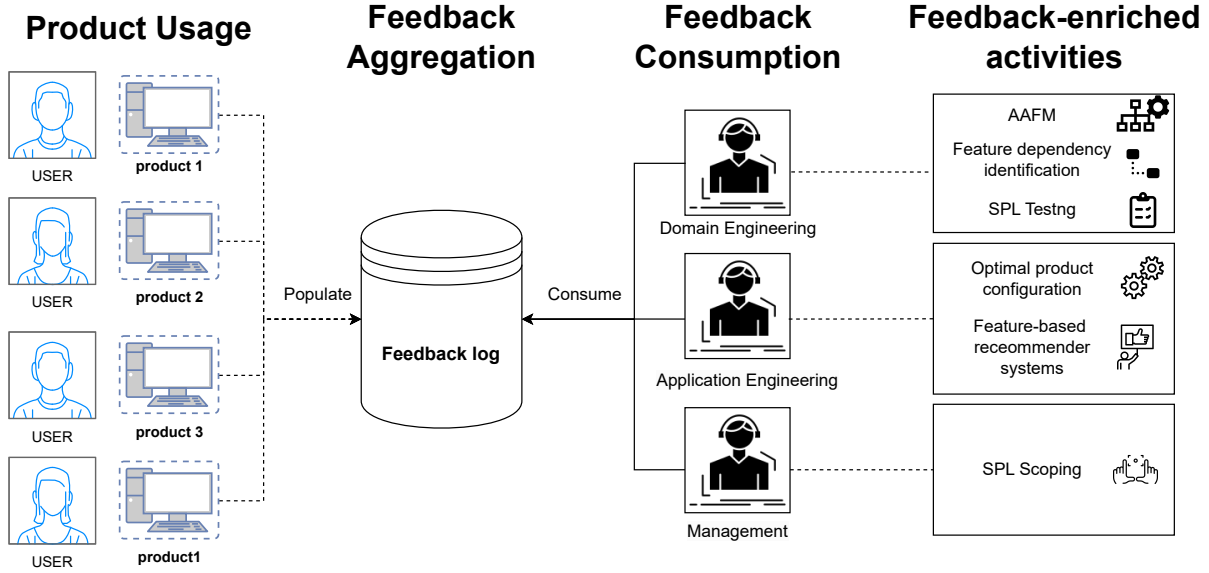 Product Usage
Feedback
Aggregation
Feedback
Consumption
Feedback-enriched
activities
USER
product 1
USER
product 2
USER
product 3
USER
product1
Populate
Feedback log
Consume
Domain Engineering
Application Engineering
Management
AAFM
Feature dependency
identification
SPL Testng
Optimal product
configuration
Feature-based
receommender
systems
SPL Scoping